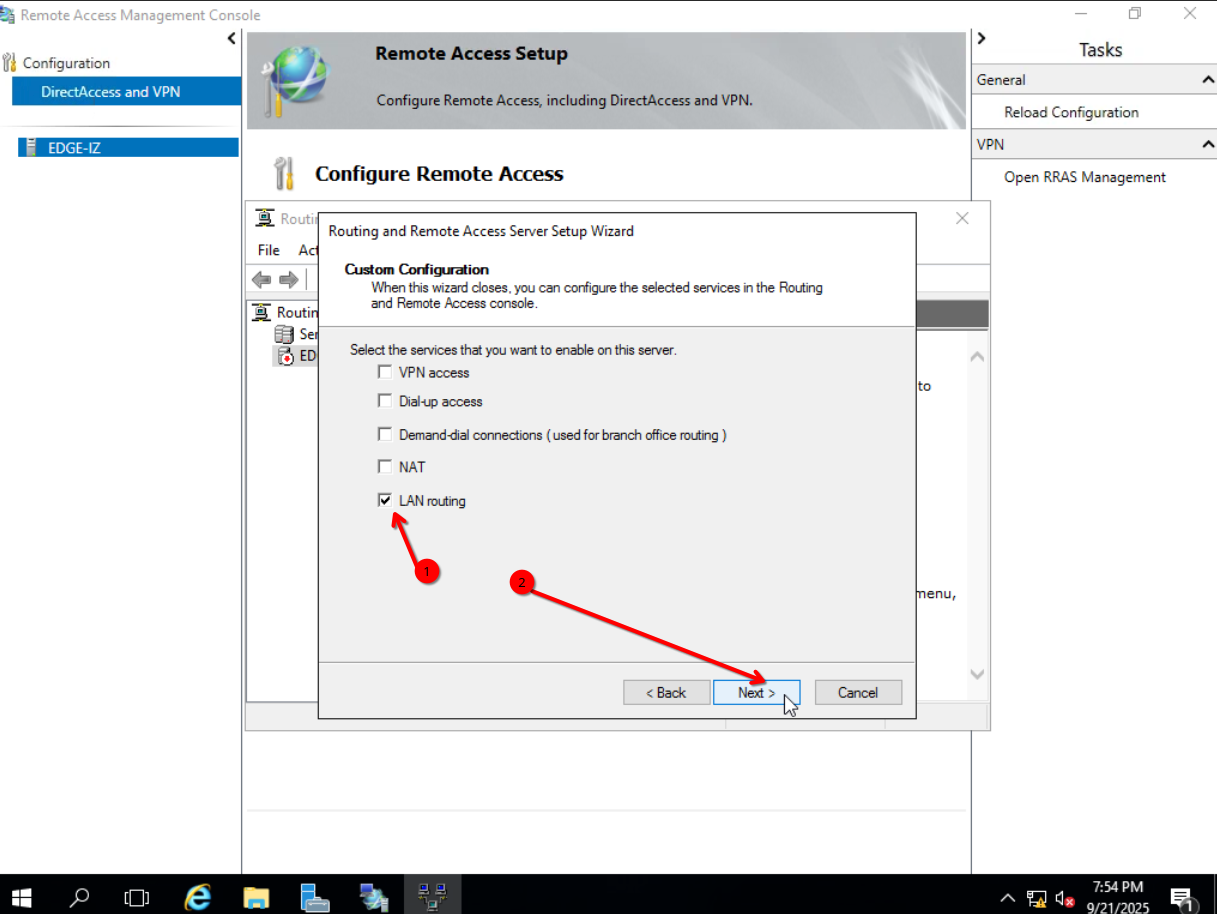 Remote Access Management Console
Configuration
DirectAccess and VPN
EDGE-IZ
Remote Access Setup
Configure Remote Access, including DirectAccess and VPN.
Configure Remote Access
Tasks
General
Reload Configuration
VPN
Open RRAS Management
Routi
File Act
Routin
Ser
ED
to
menu,
Routing and Remote Access Server Setup Wizard
Custom Configuration
When this wizard closes, you can configure the selected services in the Routing
and Remote Access console.
Select the services that you want to enable on this server.
VPN access
Dial-up access
Demand-dial connections ( used for branch office routing )
NAT
LAN routing
1
2
< Back Next > Cancel
7:54 PM
9/21/2025
1